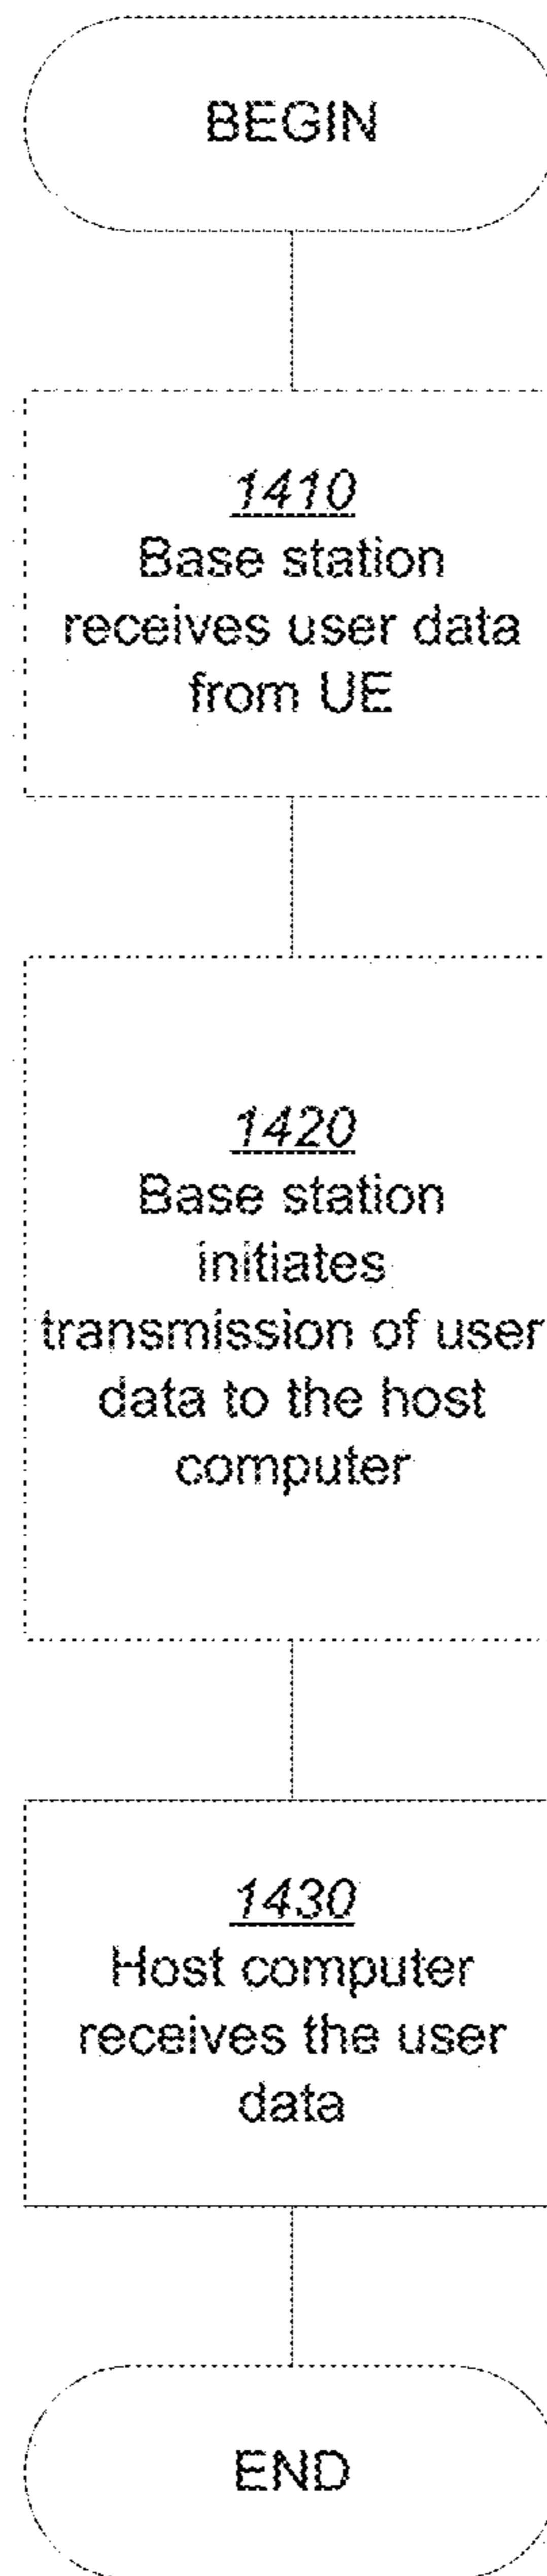 BEGIN
1410
Base station
receives user data
from UE
1420
Base station
initiates
transmission of user
data to the host
computer
1430
Host computer
receives the user
data
END